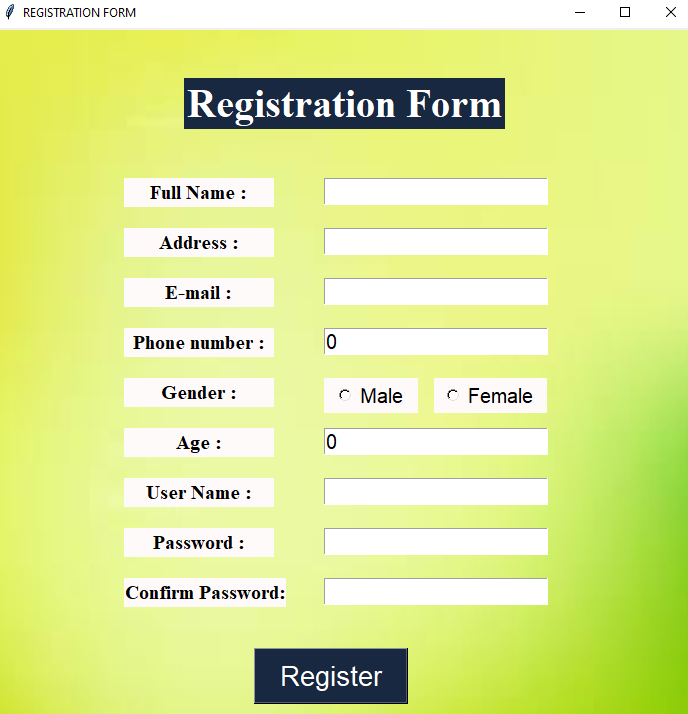 REGISTRATION FORM
Registration Form
Full Name :
Address :
E-mail :
Phone number : 0
Gender : Male Female
Age : 0
User Name :
Password :
Confirm Password:
Register